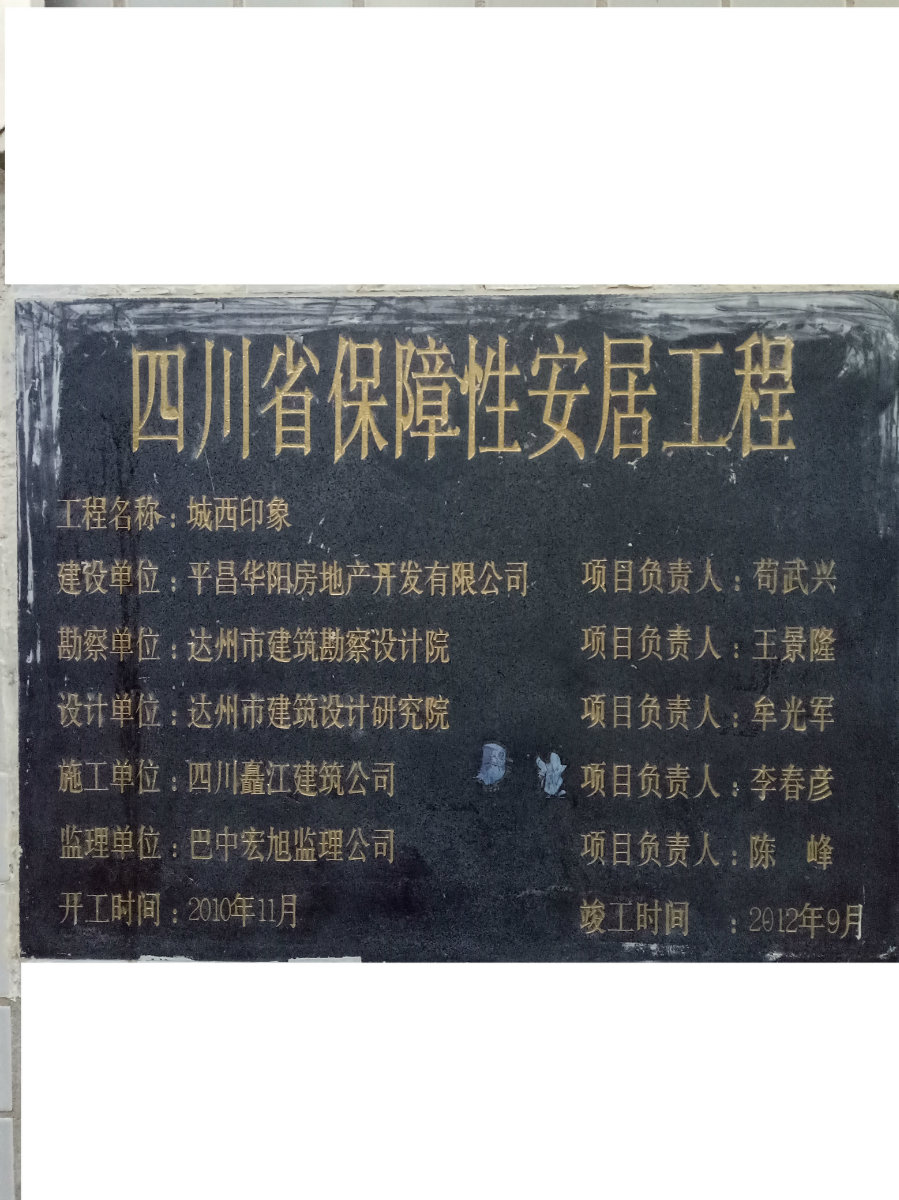 四川省保障性安居工程
工程名称：城西印象
建设单位：平昌华阳房地产开发有限公司 项目负责人：苟武兴
勘察单位：达州市建筑勘察设计院 项目负责人：王景隆
设计单位：达州市建筑设计研究院 项目负责人：牟光军
施工单位：四川矗江建筑公司 项目负责人：李春彦
监理单位：巴中宏旭监理公司 项目负责人：陈 峰
开工时间：2010年11月 竣工时间：2012年9月